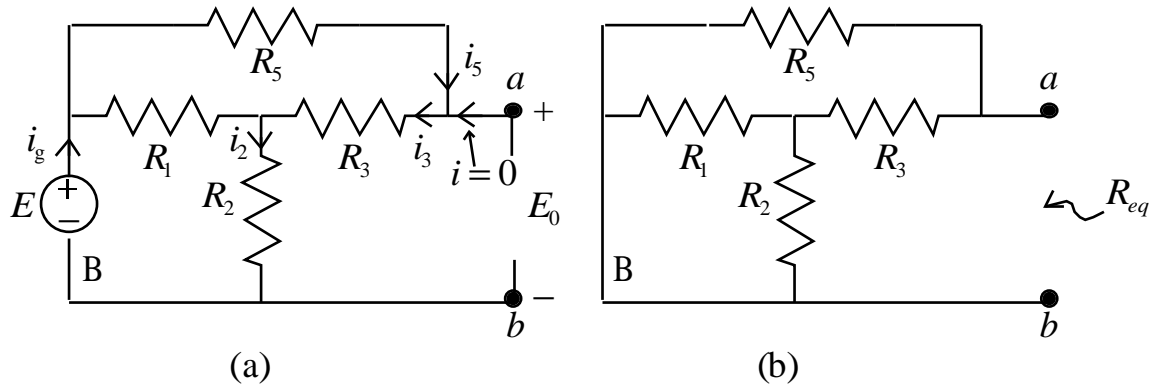 R5 R5
i5
a a
+
ig R1 i2 R3 i3 R1 R3
i = 0
+
E R2 E0 R2 Req
−
B B
−
b b
(a) (b)